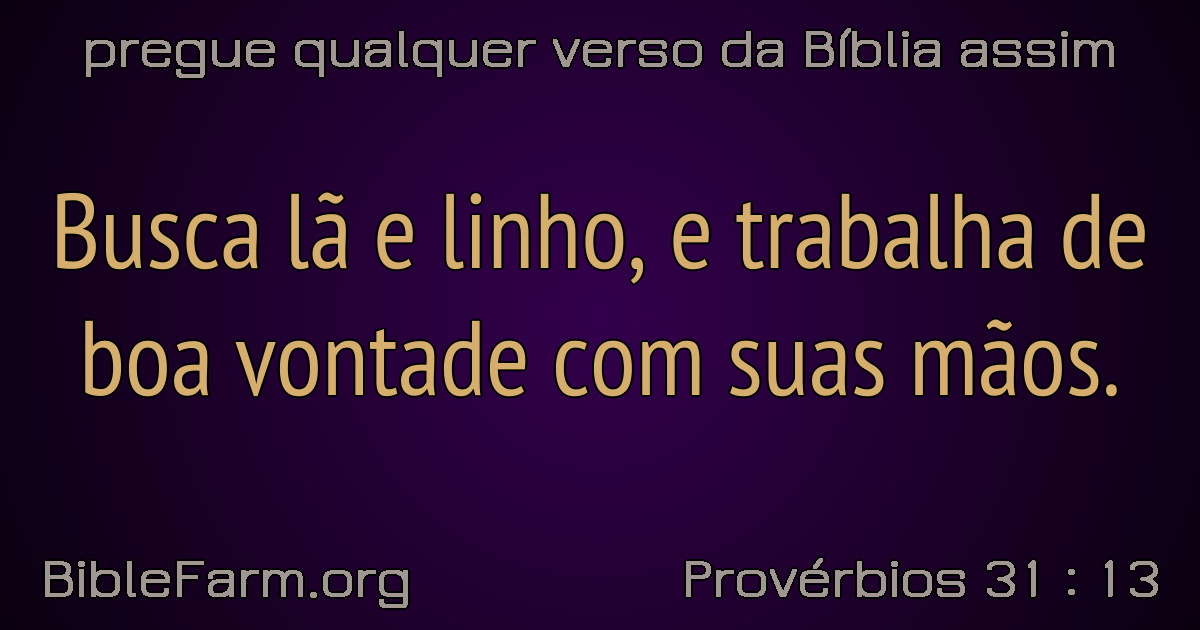 pregue qualquer verso da Bíblia assim
Busca lã e linho, e trabalha de
boa vontade com suas mãos.
BibleFarm.org
Provérbios 31 : 13